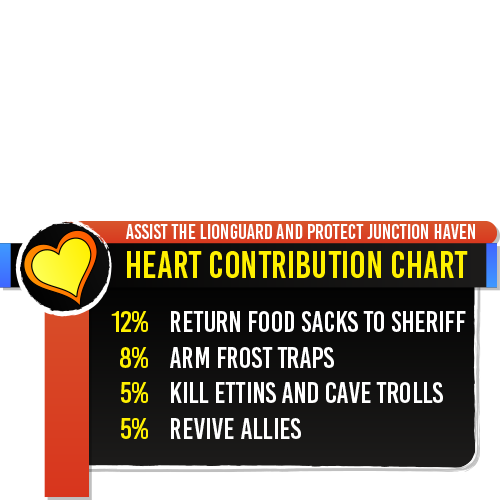 ASSIST THE LIONGUARD AND PROTECT JUNCTION HAVEN
HEART CONTRIBUTION CHART
12% RETURN FOOD SACKS TO SHERIFF
8% ARM FROST TRAPS
5% KILL ETTINS AND CAVE TROLLS
5% REVIVE ALLIES